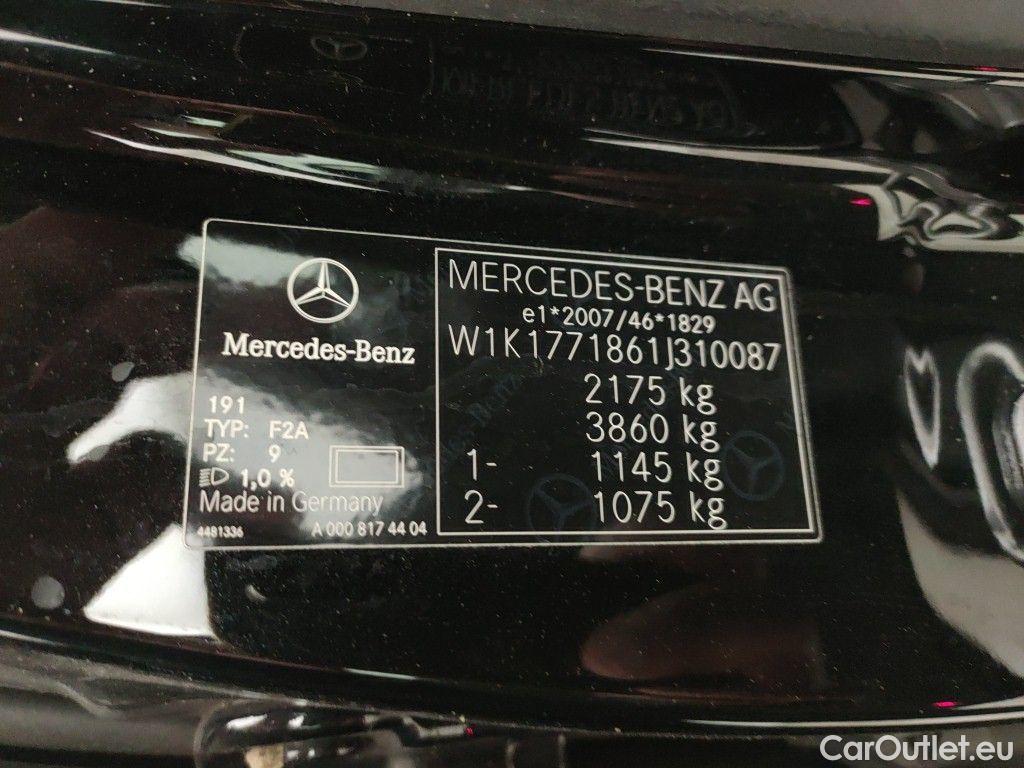 Mercedes-Benz
191
TYP: F2A
PZ: 9
1,0 %
Made in Germany
4481336 A 000 817 44 04
MERCEDES-BENZ AG
e1*2007/46*1829
W1K1771861J310087
2175 kg
3860 kg
1- 1145 kg
2- 1075 kg
CarOutlet.eu